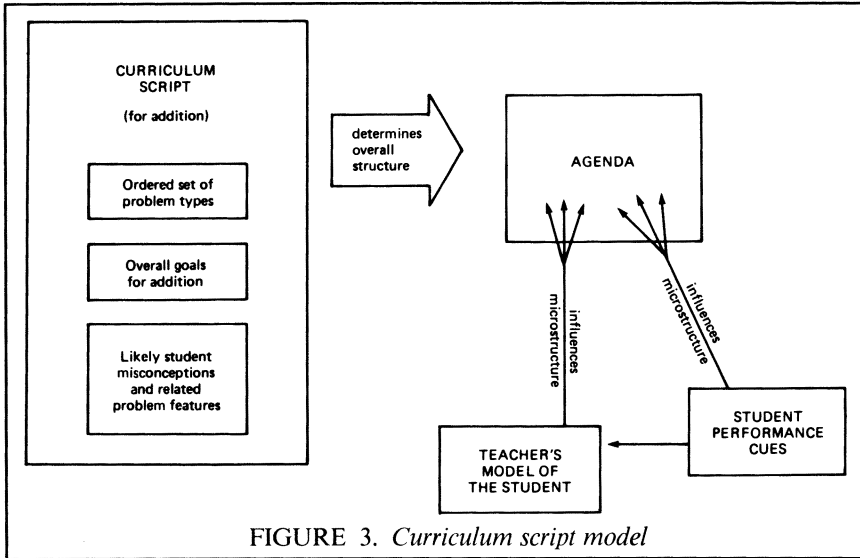 CURRICULUM
SCRIPT
(for addition)
Ordered set of
problem types
Overall goals
for addition
Likely student
misconceptions
and related
problem features
determines
overall
structure
AGENDA
influences
microstructure
influences
microstructure
TEACHER'S
MODEL OF
THE STUDENT
STUDENT
PERFORMANCE
CUES
FIGURE 3. Curriculum script model